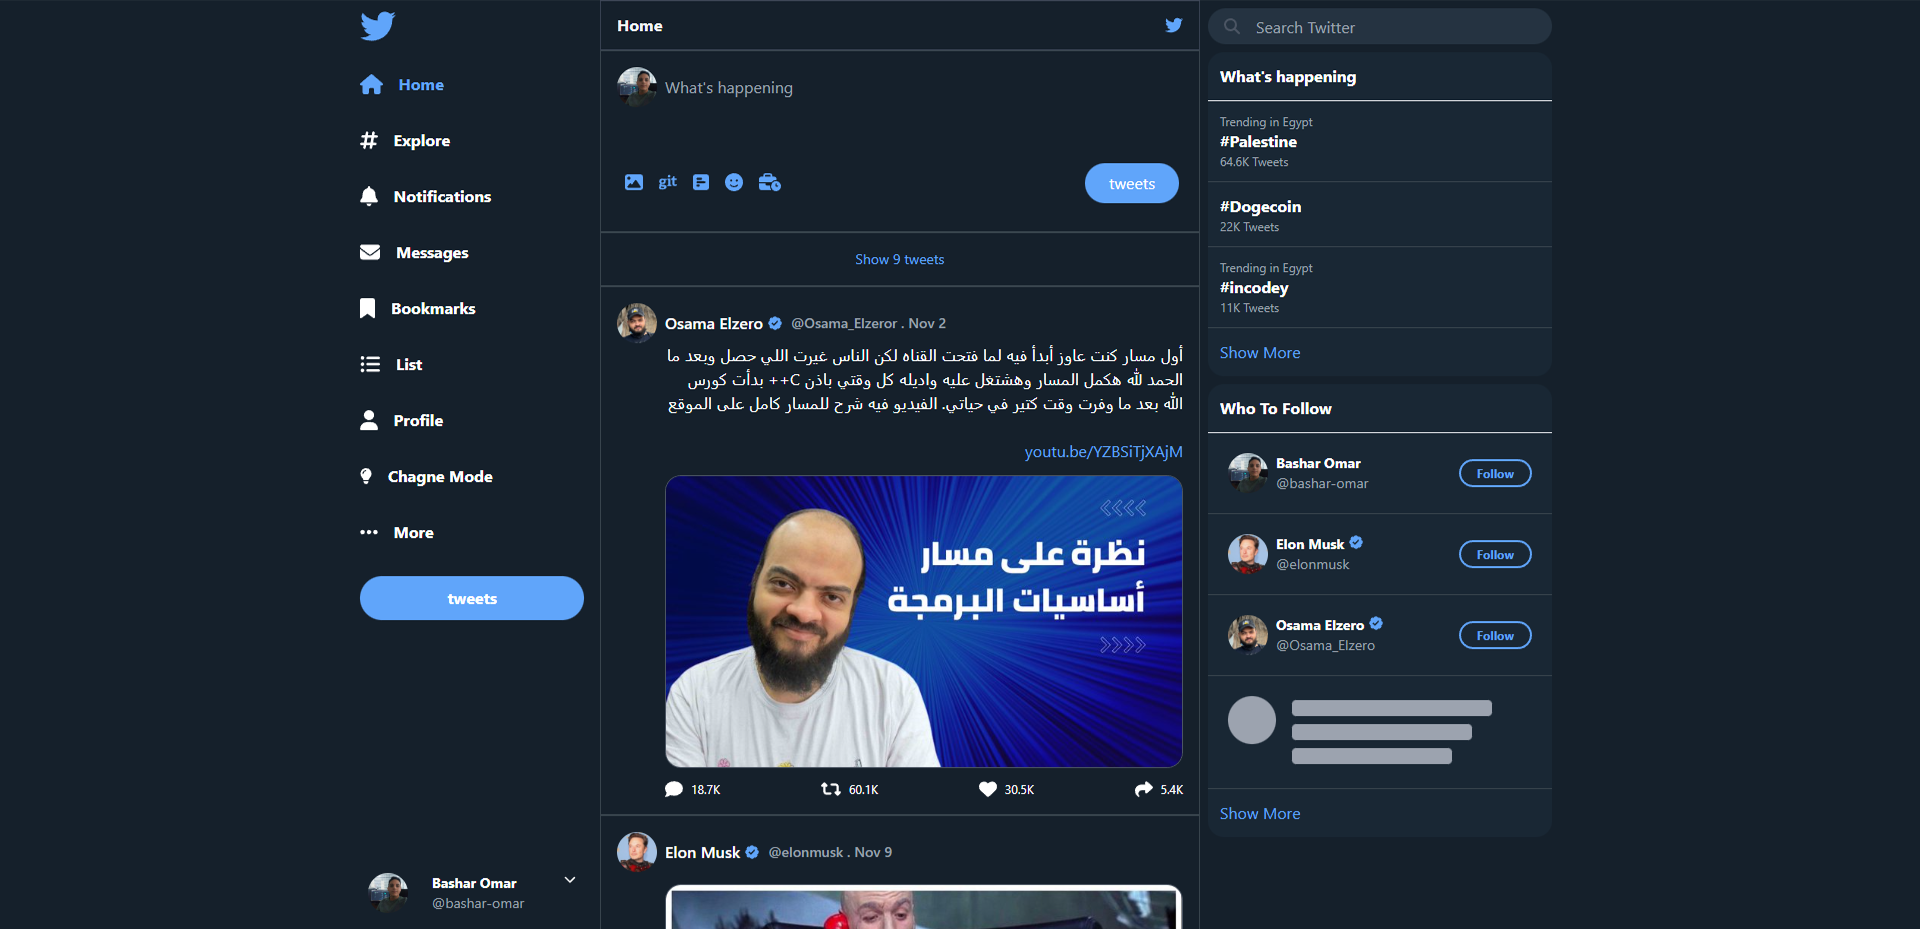 Home
Explore
Notifications
Messages
Bookmarks
List
Profile
Chagne Mode
More
tweets
Bashar Omar
@bashar-omar
Home
What's happening
git
tweets
Show 9 tweets
Osama Elzero @Osama_Elzeror . Nov 2
أول مسار كنت عاوز أبدأ فيه لما فتحت القناه لكن الناس غيرت اللي حصل وبعد ما
الحمد لله هكمل المسار وهشتغل عليه واديله كل وقتي باذن C++ بدأت كورس
الله بعد ما وفرت وقت كتير في حياتي. الفيديو فيه شرح للمسار كامل على الموقع
youtu.be/YZBSiTjXAjM
نظرة على مسار
أساسيات البرمجة
18.7K
60.1K
30.5K
5.4K
Elon Musk @elonmusk . Nov 9
Search Twitter
What's happening
Trending in Egypt
#Palestine
64.6K Tweets
#Dogecoin
22K Tweets
Trending in Egypt
#incodey
11K Tweets
Show More
Who To Follow
Bashar Omar
@bashar-omar
Follow
Elon Musk
@elonmusk
Follow
Osama Elzero
@Osama_Elzero
Follow
Show More